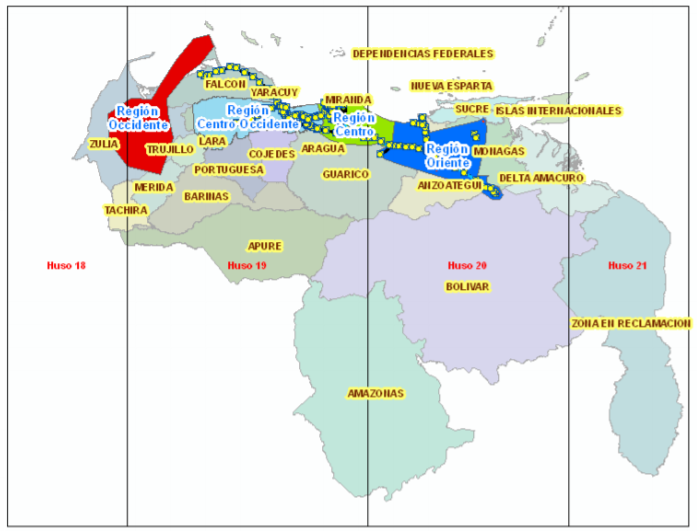 DEPENDENCIAS FEDERALES
FALCON
NUEVA ESPARTA
YARACUY
MIRANDA
Región
Occidente
Región
Centro Occidente
Región
Centro
SUCRE
ISLAS INTERNACIONALES
ZULIA
TRUJILLO
LARA
COJEDES
ARAGUA
Región
Oriente
MONAGAS
PORTUGUESA
GUARICO
DELTA AMACURO
MERIDA
BARINAS
ANZOATEGUI
TACHIRA
APURE
Huso 18
Huso 19
Huso 20
Huso 21
BOLIVAR
ZONA EN RECLAMACION
AMAZONAS